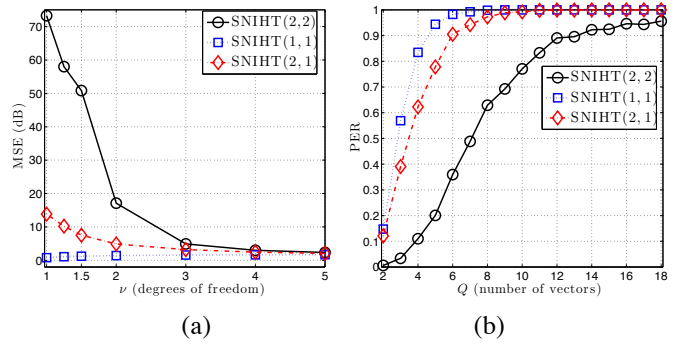 80
70
60
50
40
30
20
10
0
MSE (dB)
1
1.5
2
3
4
5
ν (degrees of freedom)
SNIHT(2, 2)
SNIHT(1, 1)
SNIHT(2, 1)
(a)
1
0.9
0.8
0.7
0.6
0.5
0.4
0.3
0.2
0.1
0
PER
2
4
6
8
10
12
14
16
18
Q (number of vectors)
SNIHT(2, 2)
SNIHT(1, 1)
SNIHT(2, 1)
(b)